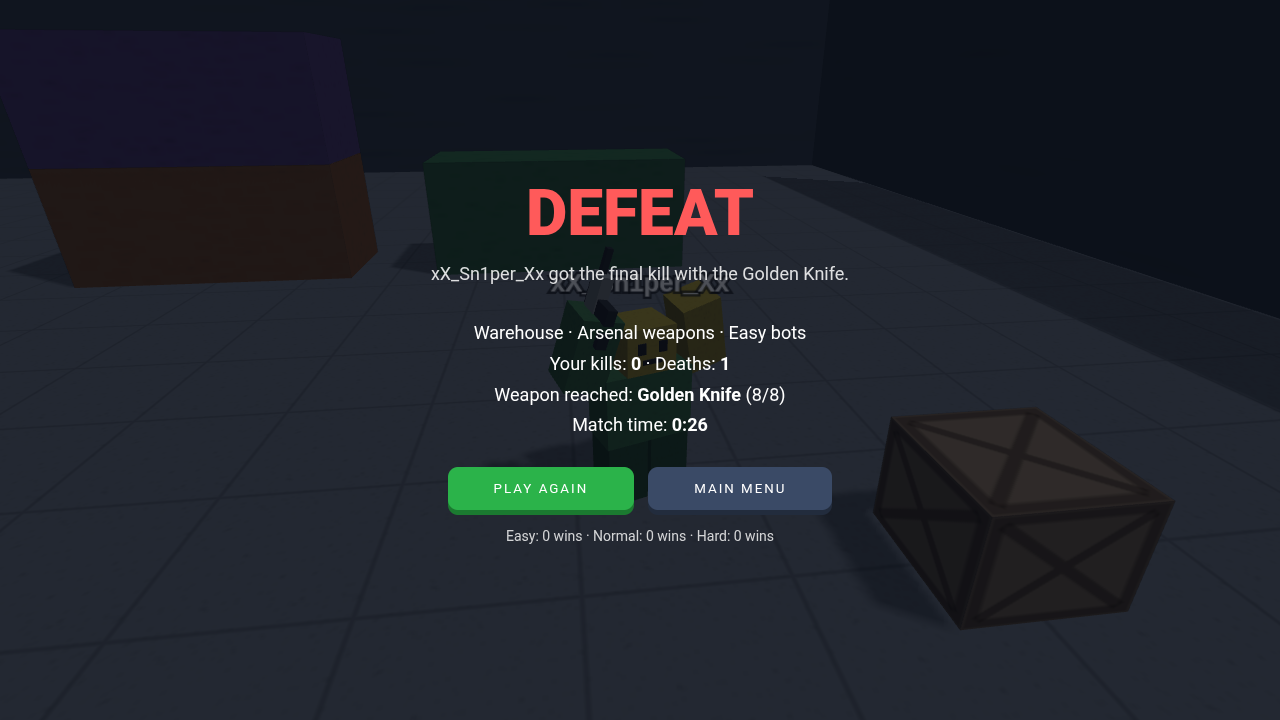 DEFEAT
xX_Sn1per_Xx got the final kill with the Golden Knife.
Warehouse · Arsenal weapons · Easy bots
Your kills: 0 · Deaths: 1
Weapon reached: Golden Knife (8/8)
Match time: 0:26
PLAY AGAIN
MAIN MENU
Easy: 0 wins · Normal: 0 wins · Hard: 0 wins